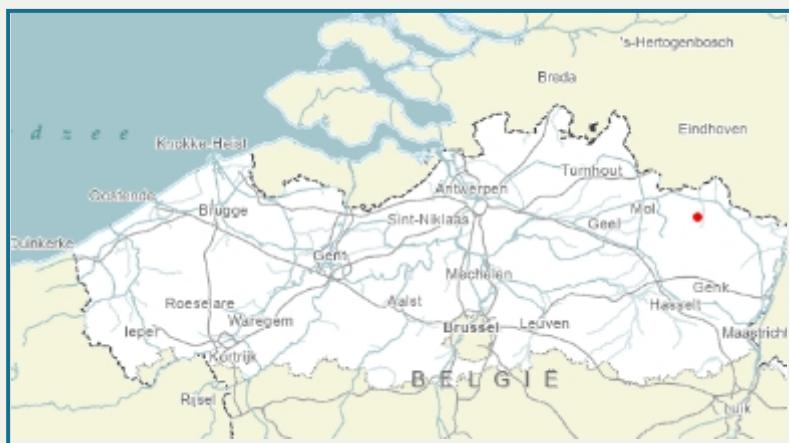 's-Hertogenbosch
Breda
Eindhoven
d z e e
Knokke-Heist
Turnhout
Antwerpen
Oostende
Brugge
Sint-Niklaas
Geel
Mol
Duinkerke
Gent
Mechelen
Genk
Roeselare
Aalst
Hasselt
Ieper
Waregem
Brussel
Leuven
Maastricht
Kortrijk
BELGIË
Rijsel
Luik